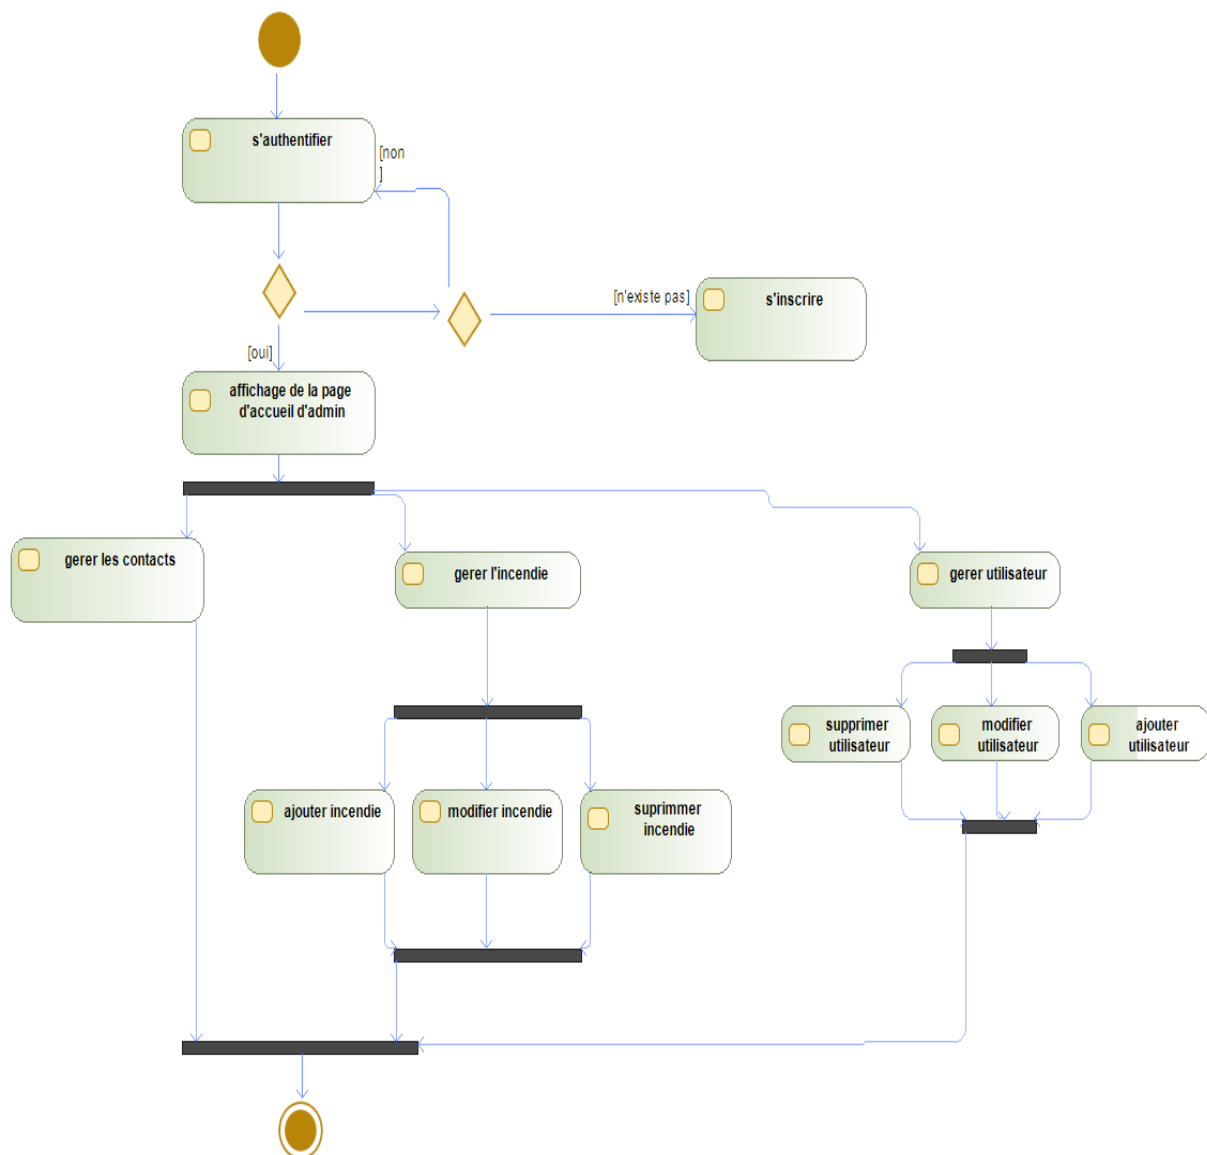 s'authentifier
[non
]
[n'existe pas]
s'inscrire
[oui]
affichage de la page
d'accueil d'admin
gerer les contacts
gerer l'incendie
gerer utilisateur
supprimer
utilisateur
modifier
utilisateur
ajouter
utilisateur
ajouter incendie
modifier incendie
suprimmer
incendie